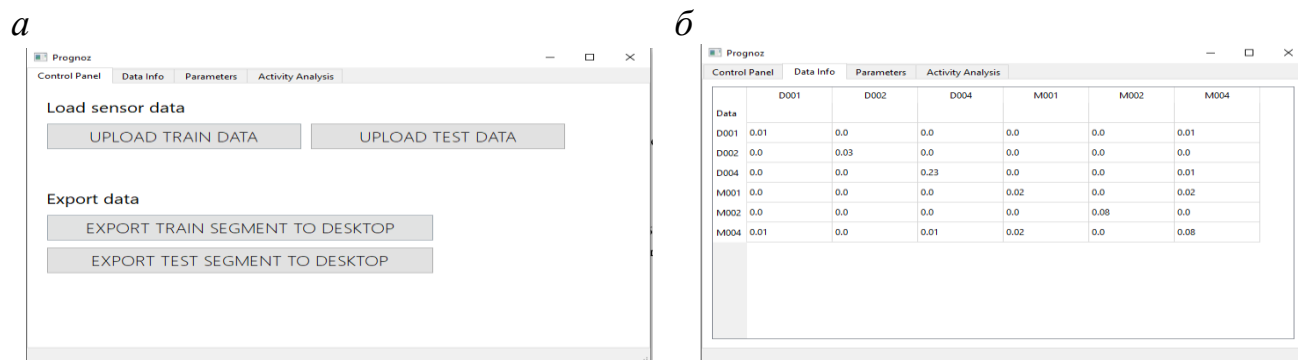 а
Prognoz
Control Panel Data Info Parameters Activity Analysis
Load sensor data
UPLOAD TRAIN DATA UPLOAD TEST DATA
Export data
EXPORT TRAIN SEGMENT TO DESKTOP
EXPORT TEST SEGMENT TO DESKTOP
б
Prognoz
Control Panel Data Info Parameters Activity Analysis
D001 D002 D004 M001 M002 M004
Data
D001 0.01 0.0 0.0 0.0 0.0 0.01
D002 0.0 0.03 0.0 0.0 0.0 0.0
D004 0.0 0.0 0.23 0.0 0.0 0.01
M001 0.0 0.0 0.0 0.02 0.0 0.02
M002 0.0 0.0 0.0 0.0 0.08 0.0
M004 0.01 0.0 0.01 0.02 0.0 0.08